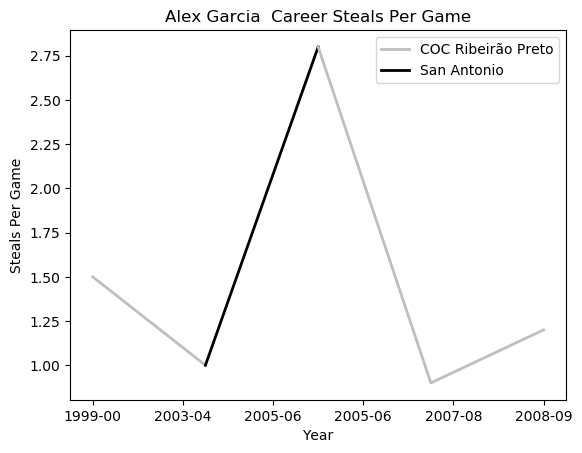 Alex Garcia  Career Steals Per Game
COC Ribeirão Preto
San Antonio
Steals Per Game
2.75
2.50
2.25
2.00
1.75
1.50
1.25
1.00
1999-00 2003-04 2005-06 2005-06 2007-08 2008-09
Year